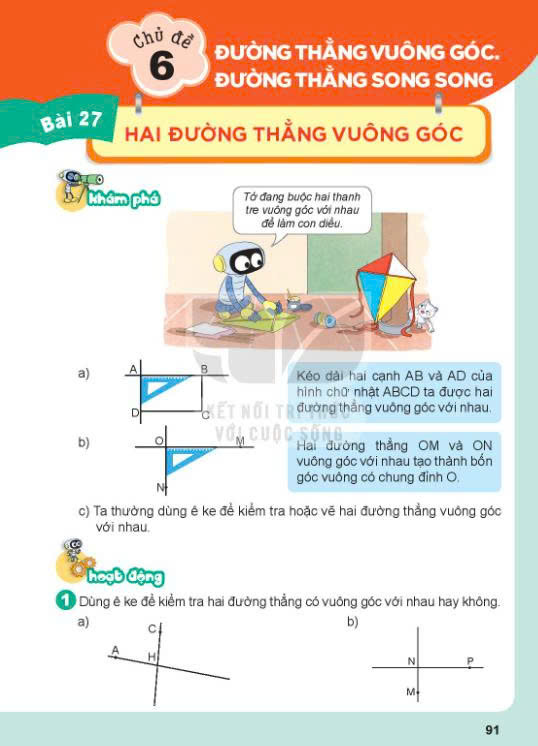 Chủ đề
6
ĐƯỜNG THẲNG VUÔNG GÓC.
ĐƯỜNG THẲNG SONG SONG
Bài 27
HAI ĐƯỜNG THẲNG VUÔNG GÓC
khám phá
Tớ đang buộc hai thanh
tre vuông góc với nhau
để làm con diều.
a)
A
B
D
C
Kéo dài hai cạnh AB và AD của
hình chữ nhật ABCD ta được hai
đường thẳng vuông góc với nhau.
KẾT NỐI TRI THỨC
VỚI CUỘC SỐNG
b)
O
M
N
Hai đường thẳng OM và ON
vuông góc với nhau tạo thành bốn
góc vuông có chung đỉnh O.
c) Ta thường dùng ê ke để kiểm tra hoặc vẽ hai đường thẳng vuông góc
với nhau.
hoạt động
1 Dùng ê ke để kiểm tra hai đường thẳng có vuông góc với nhau hay không.
a)
C
A
H
b)
N
P
M
91